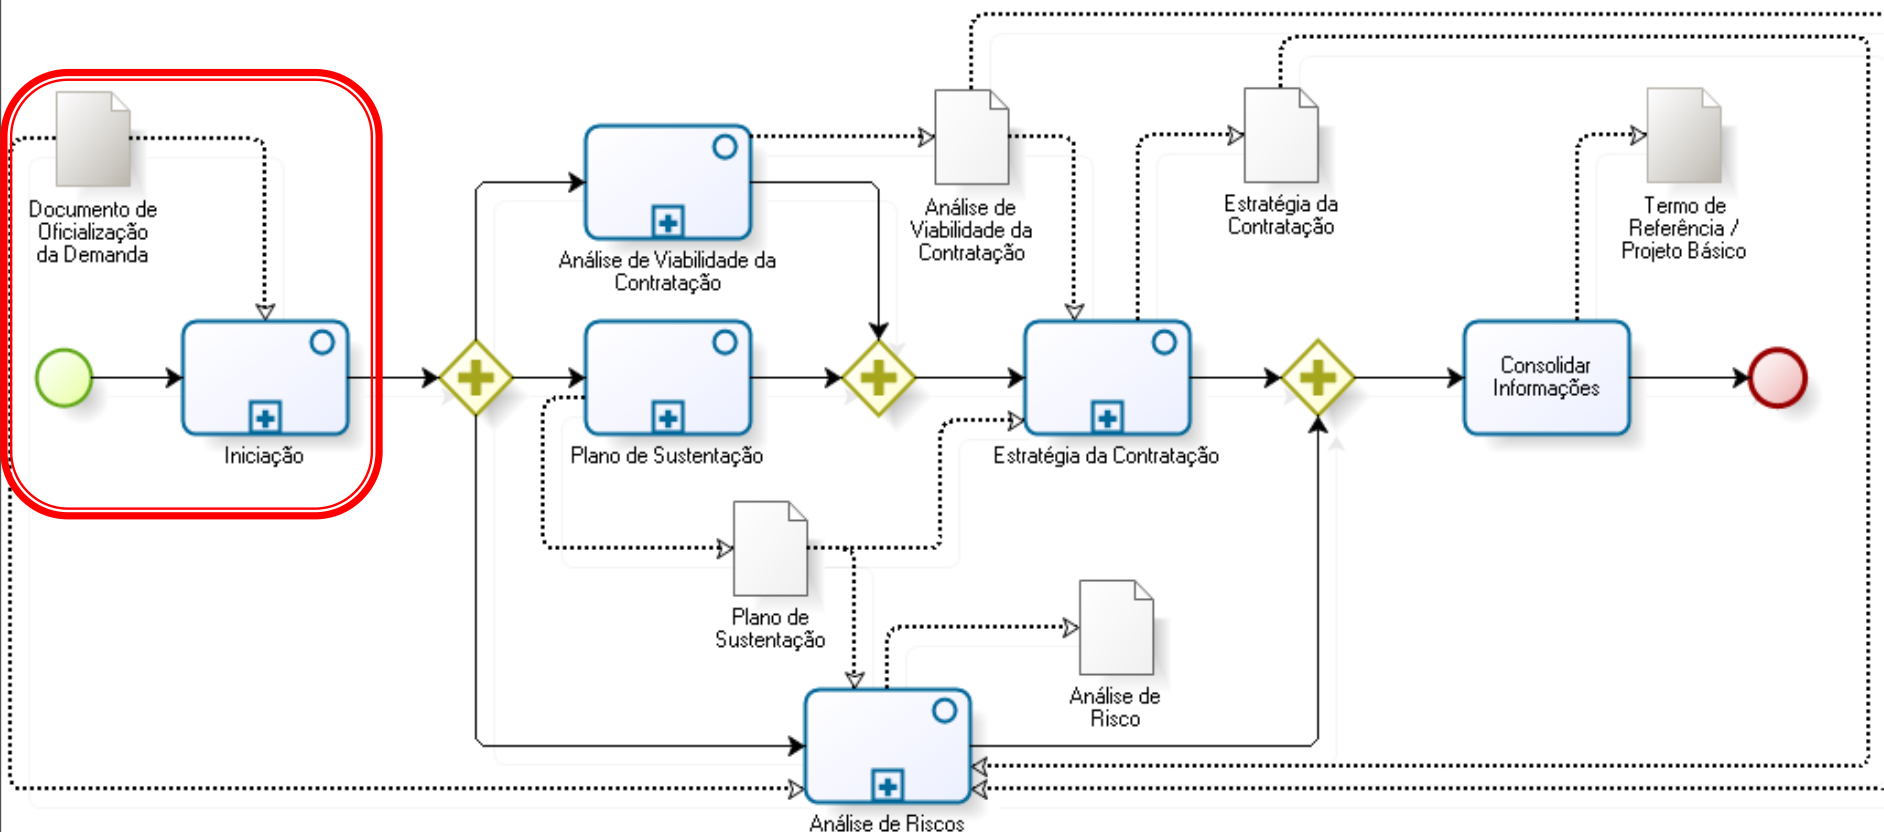 Documento de
Oficialização
da Demanda
Iniciação
Análise de Viabilidade da
Contratação
Plano de Sustentação
Plano de
Sustentação
Análise de
Viabilidade da
Contratação
Estratégia da Contratação
Estratégia da
Contratação
Análise de
Risco
Análise de Riscos
Consolidar
Informações
Termo de
Referência /
Projeto Básico